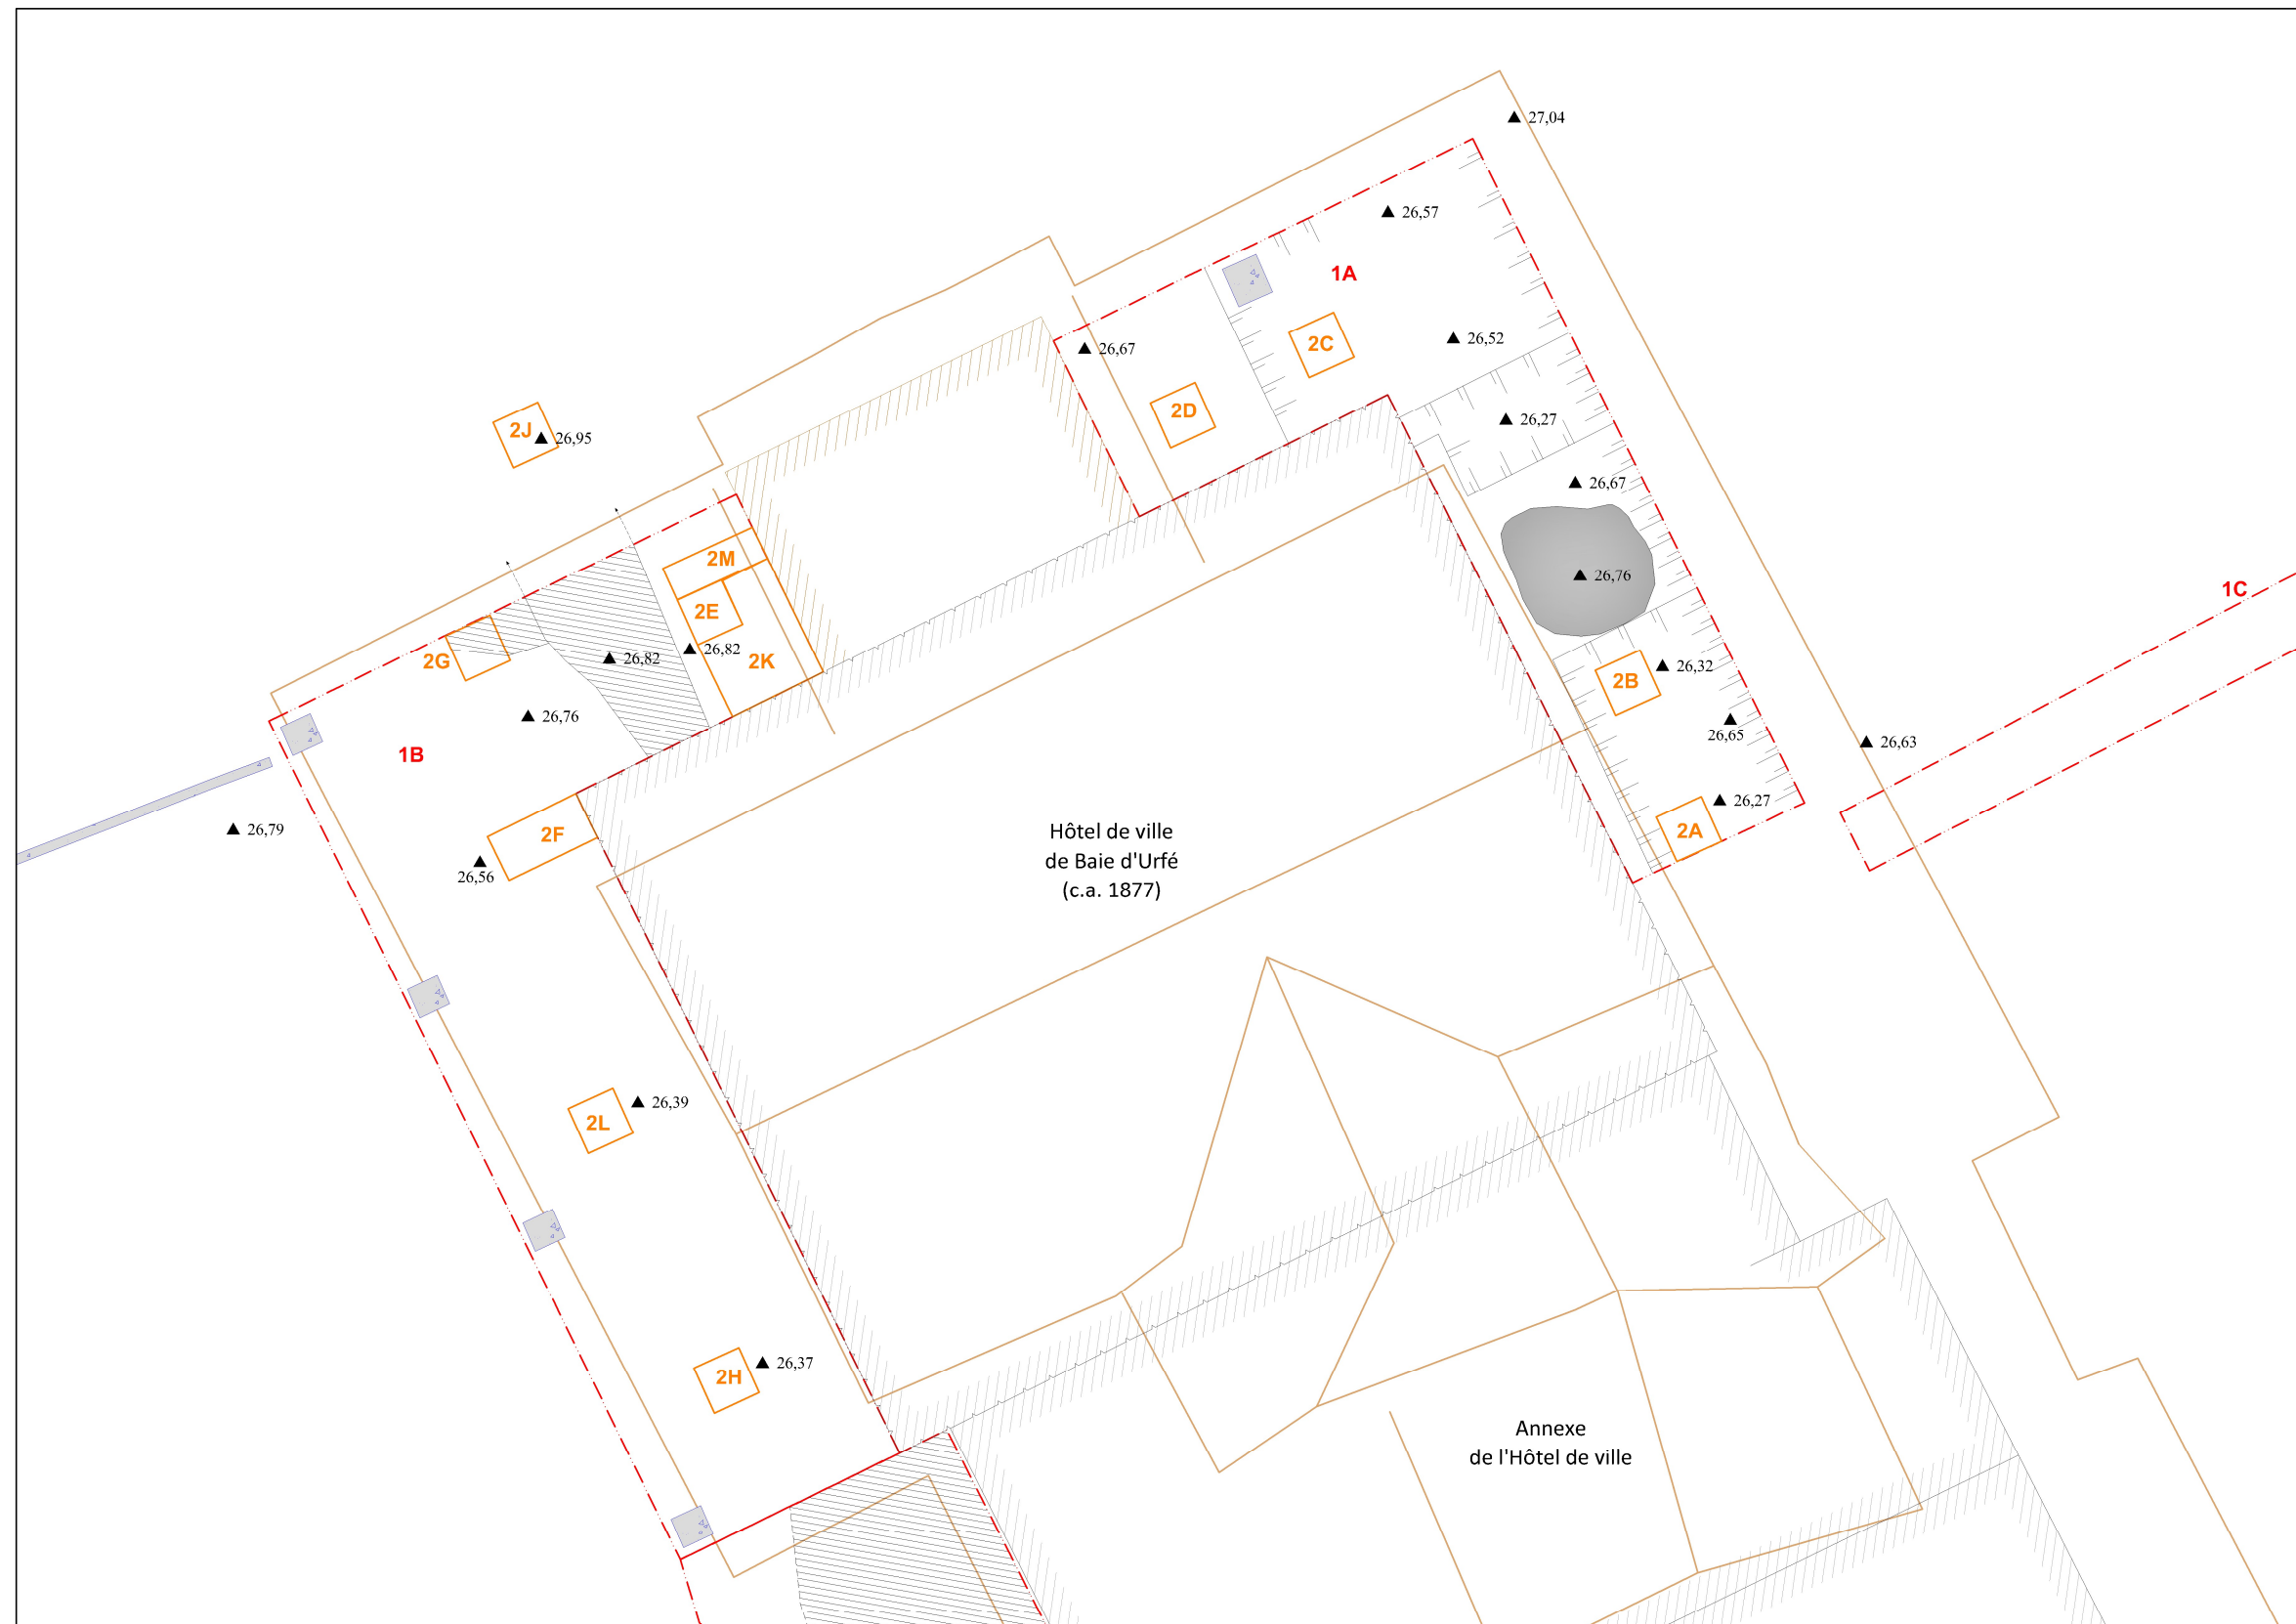 27,04
26,57
1A
2C
26,52
26,67
2D
26,27
2J
26,95
26,67
2M
26,76
1C
2E
26,82
26,82
2K
2G
26,32
2B
26,76
26,65
26,63
1B
26,27
2A
26,79
2F
26,56
Hôtel de ville
de Baie d'Urfé
(c.a. 1877)
26,39
2L
26,37
2H
Annexe
de l'Hôtel de ville